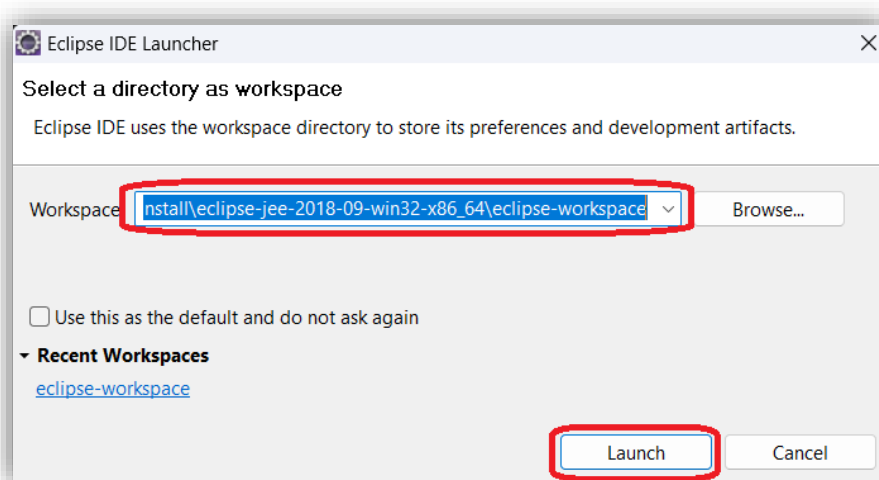 Eclipse IDE Launcher
Select a directory as workspace
Eclipse IDE uses the workspace directory to store its preferences and development artifacts.
Workspace nstall\eclipse-jee-2018-09-win32-x86_64\eclipse-workspace Browse...
Use this as the default and do not ask again
Recent Workspaces
eclipse-workspace
Launch Cancel